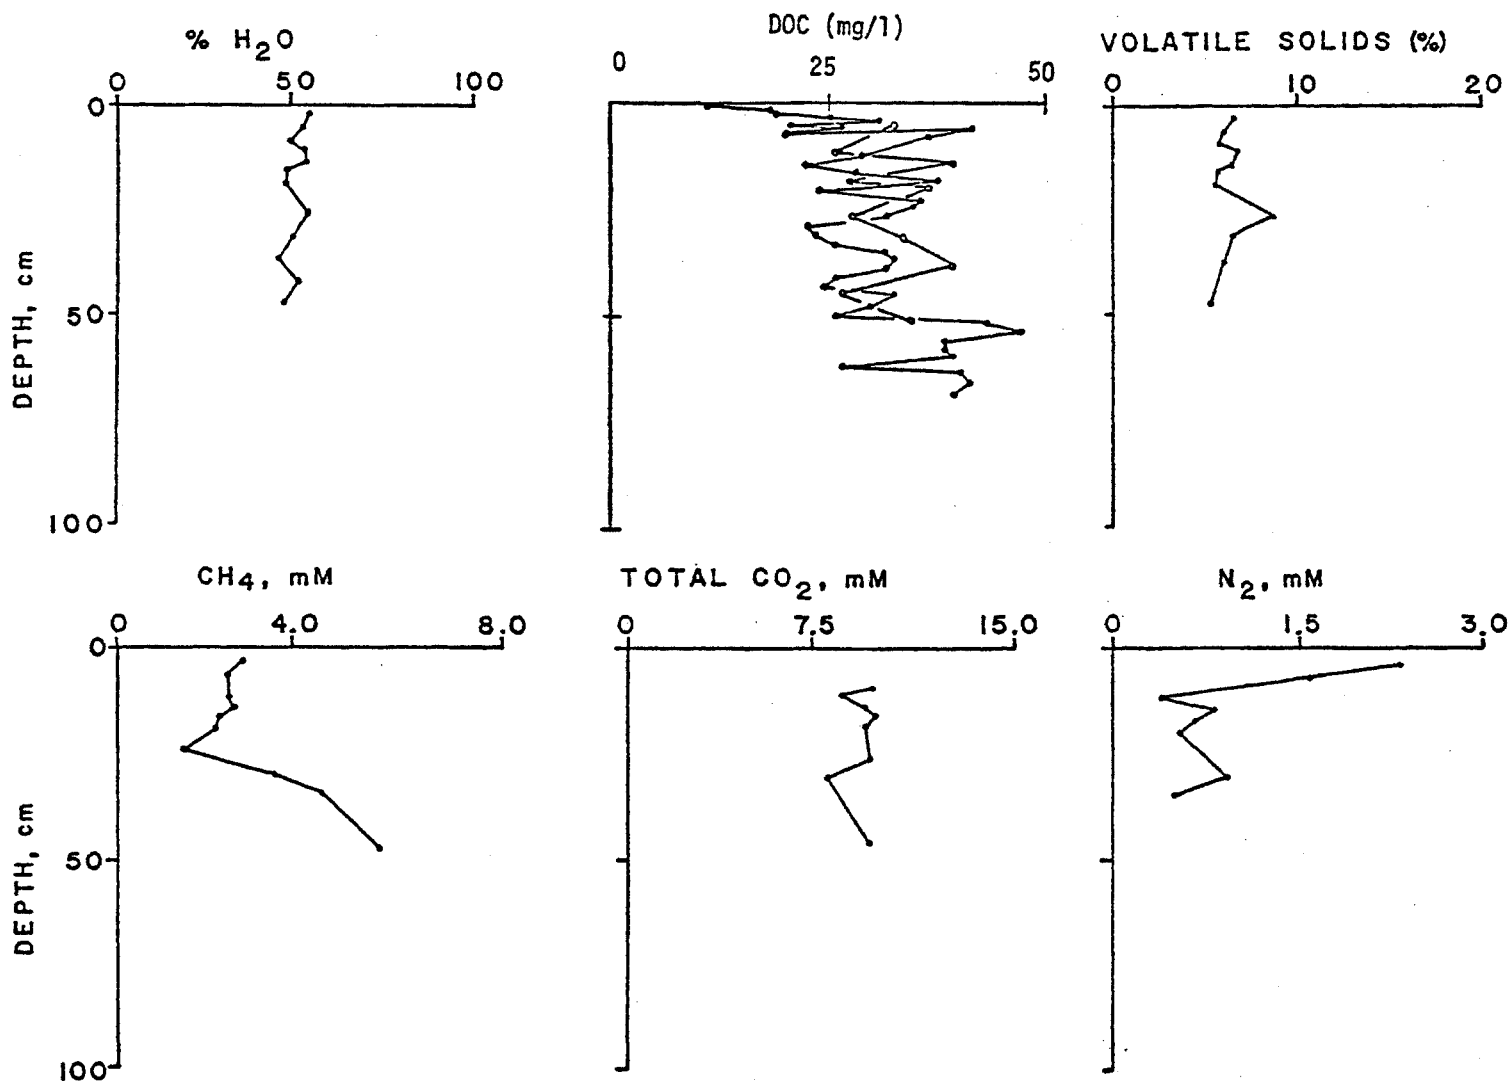 % H2O DOC (mg/l) VOLATILE SOLIDS (%)
0 50 100 0 25 50 0 10 20
0
50
100
DEPTH, cm
CH4, mM TOTAL CO2, mM N2, mM
0 4.0 8.0 0 7.5 15.0 0 1.5 3.0
0
50
100
DEPTH, cm